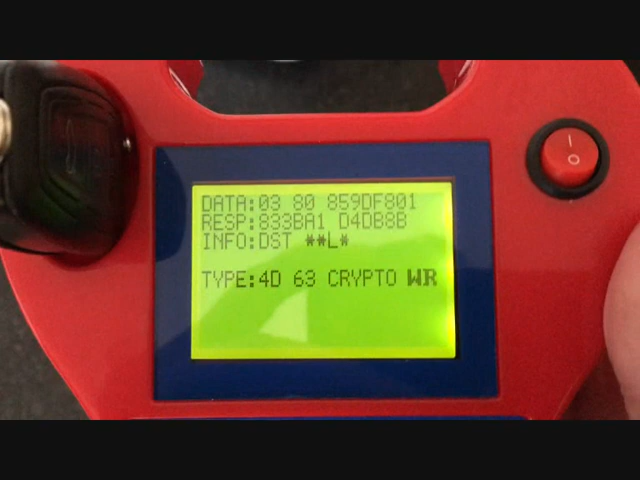 DATA:03 80 859DF801
RESP:833BA1 D4DB8B
INFO:DST **L*
TYPE:4D 63 CRYPTO WR